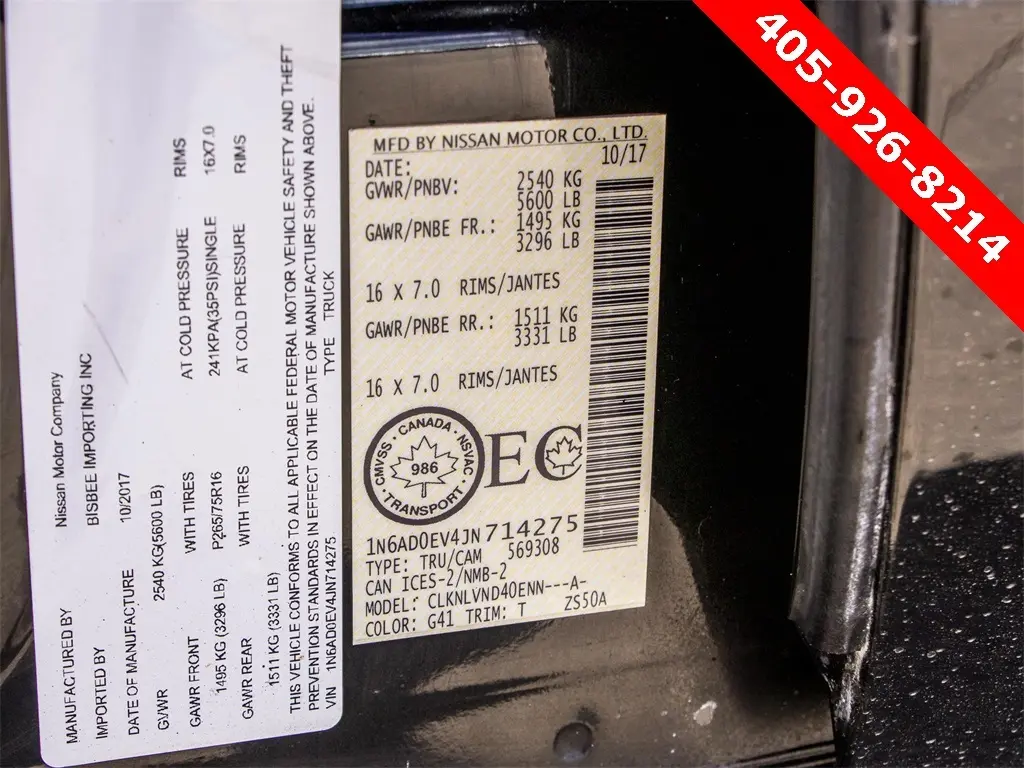 405-926-8214
MANUFACTURED BY Nissan Motor Company
IMPORTED BY BISBEE IMPORTING INC
DATE OF MANUFACTURE 10/2017
GVWR 2540 KG(5600 LB)
GAWR FRONT WITH TIRES AT COLD PRESSURE RIMS
1495 KG (3296 LB) P265/75R16 241KPA(35PSI)SINGLE 16X7.0
GAWR REAR WITH TIRES AT COLD PRESSURE RIMS
1511 KG (3331 LB)
THIS VEHICLE CONFORMS TO ALL APPLICABLE FEDERAL MOTOR VEHICLE SAFETY AND THEFT
PREVENTION STANDARDS IN EFFECT ON THE DATE OF MANUFACTURE SHOWN ABOVE.
VIN 1N6AD0EV4JN714275 TYPE TRUCK
MFD BY NISSAN MOTOR CO., LTD.
DATE: 10/17
GVWR/PNBV: 2540 KG
5600 LB
GAWR/PNBE FR.: 1495 KG
3296 LB
16 X 7.0 RIMS/JANTES
GAWR/PNBE RR.: 1511 KG
3331 LB
16 X 7.0 RIMS/JANTES
CMVSS · CANADA · NSVAC · TRANSPORT ·
986
EC
1N6AD0EV4JN714275
TYPE: TRU/CAM 569308
CAN ICES-2/NMB-2
MODEL: CLKNLVND40ENN---A-
COLOR: G41 TRIM: T ZS50A